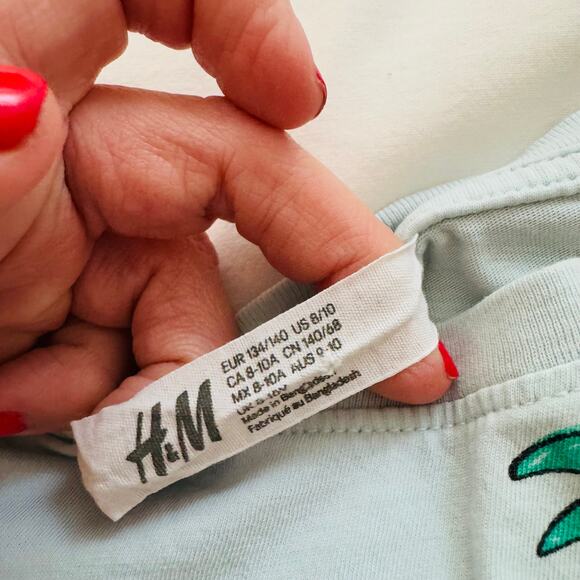 H&M
EUR 134/140 US 8/10
CA 8-10A CN 140/68
MX 8-10A AUS 9-10
Made in Bangladesh
Fabriqué au Bangladesh